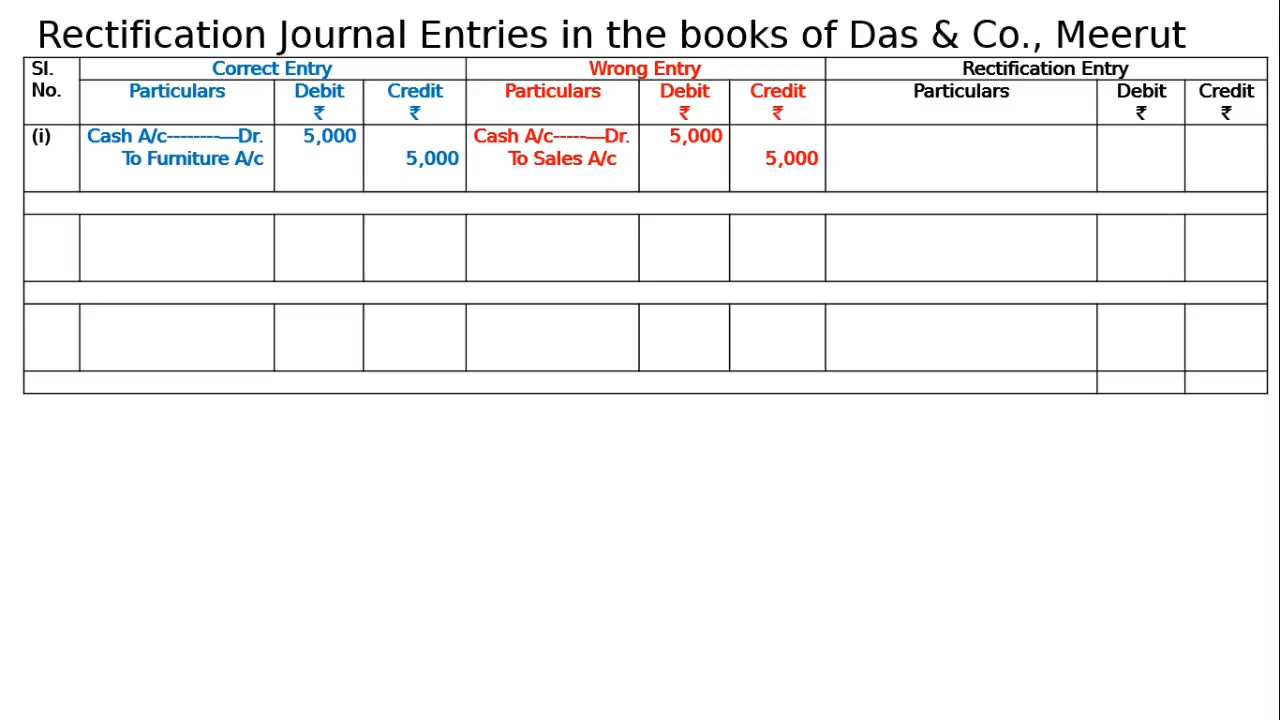 Rectification Journal Entries in the books of Das & Co., Meerut
Sl. No. Correct Entry Wrong Entry Rectification Entry
Particulars Debit ₹ Credit ₹ Particulars Debit ₹ Credit ₹ Particulars Debit ₹ Credit ₹
(i) Cash A/c---------Dr. 5,000 Cash A/c------Dr. 5,000
To Furniture A/c 5,000 To Sales A/c 5,000